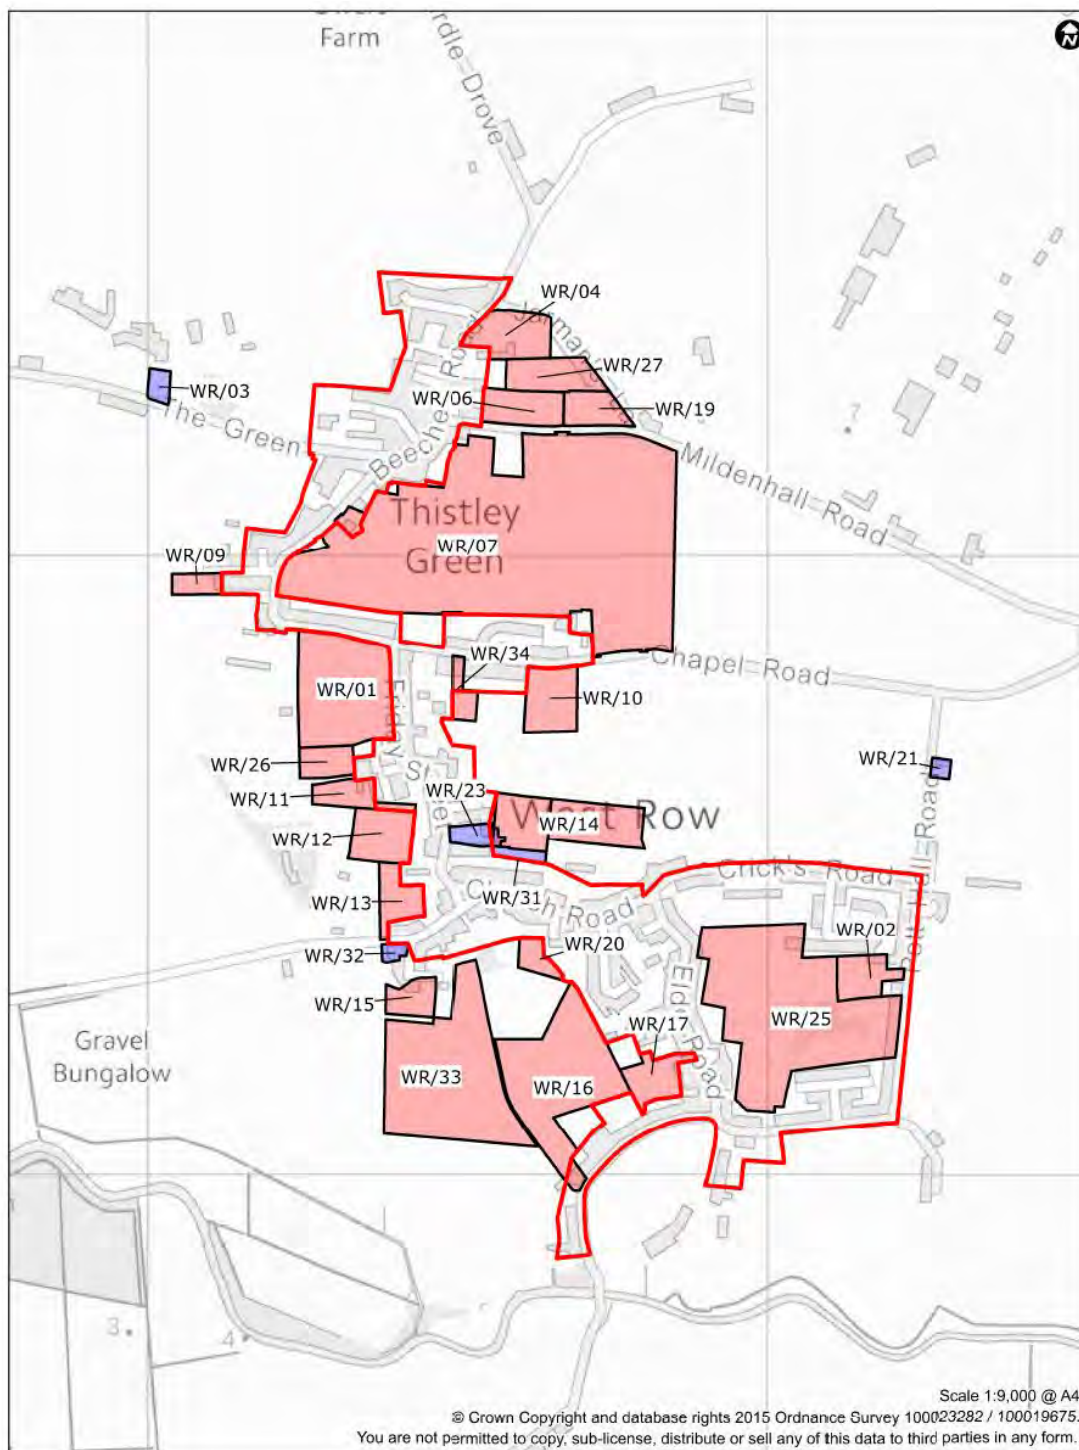 Farm
rdle-Drove
N
WR/04
Jarman's
WR/27
WR/03
WR/06
WR/19
The Green
Beeches Road
7
Mildenhall-Road
Thistley
Green
WR/07
WR/09
WR/34
Chapel Road
WR/01
WR/10
Friday Street
WR/26
WR/21
WR/11
WR/23
West Row
WR/14
WR/12
Crick's-Road
WR/31
WR/13
Church-Road
WR/02
WR/20
WR/32
Road
WR/15
WR/25
WR/17
Gravel
Bungalow
WR/33
WR/16
Road
3
4
Scale 1:9,000 @ A4
© Crown Copyright and database rights 2015 Ordnance Survey 100023282 / 100019675.
You are not permitted to copy, sub-license, distribute or sell any of this data to third parties in any form.